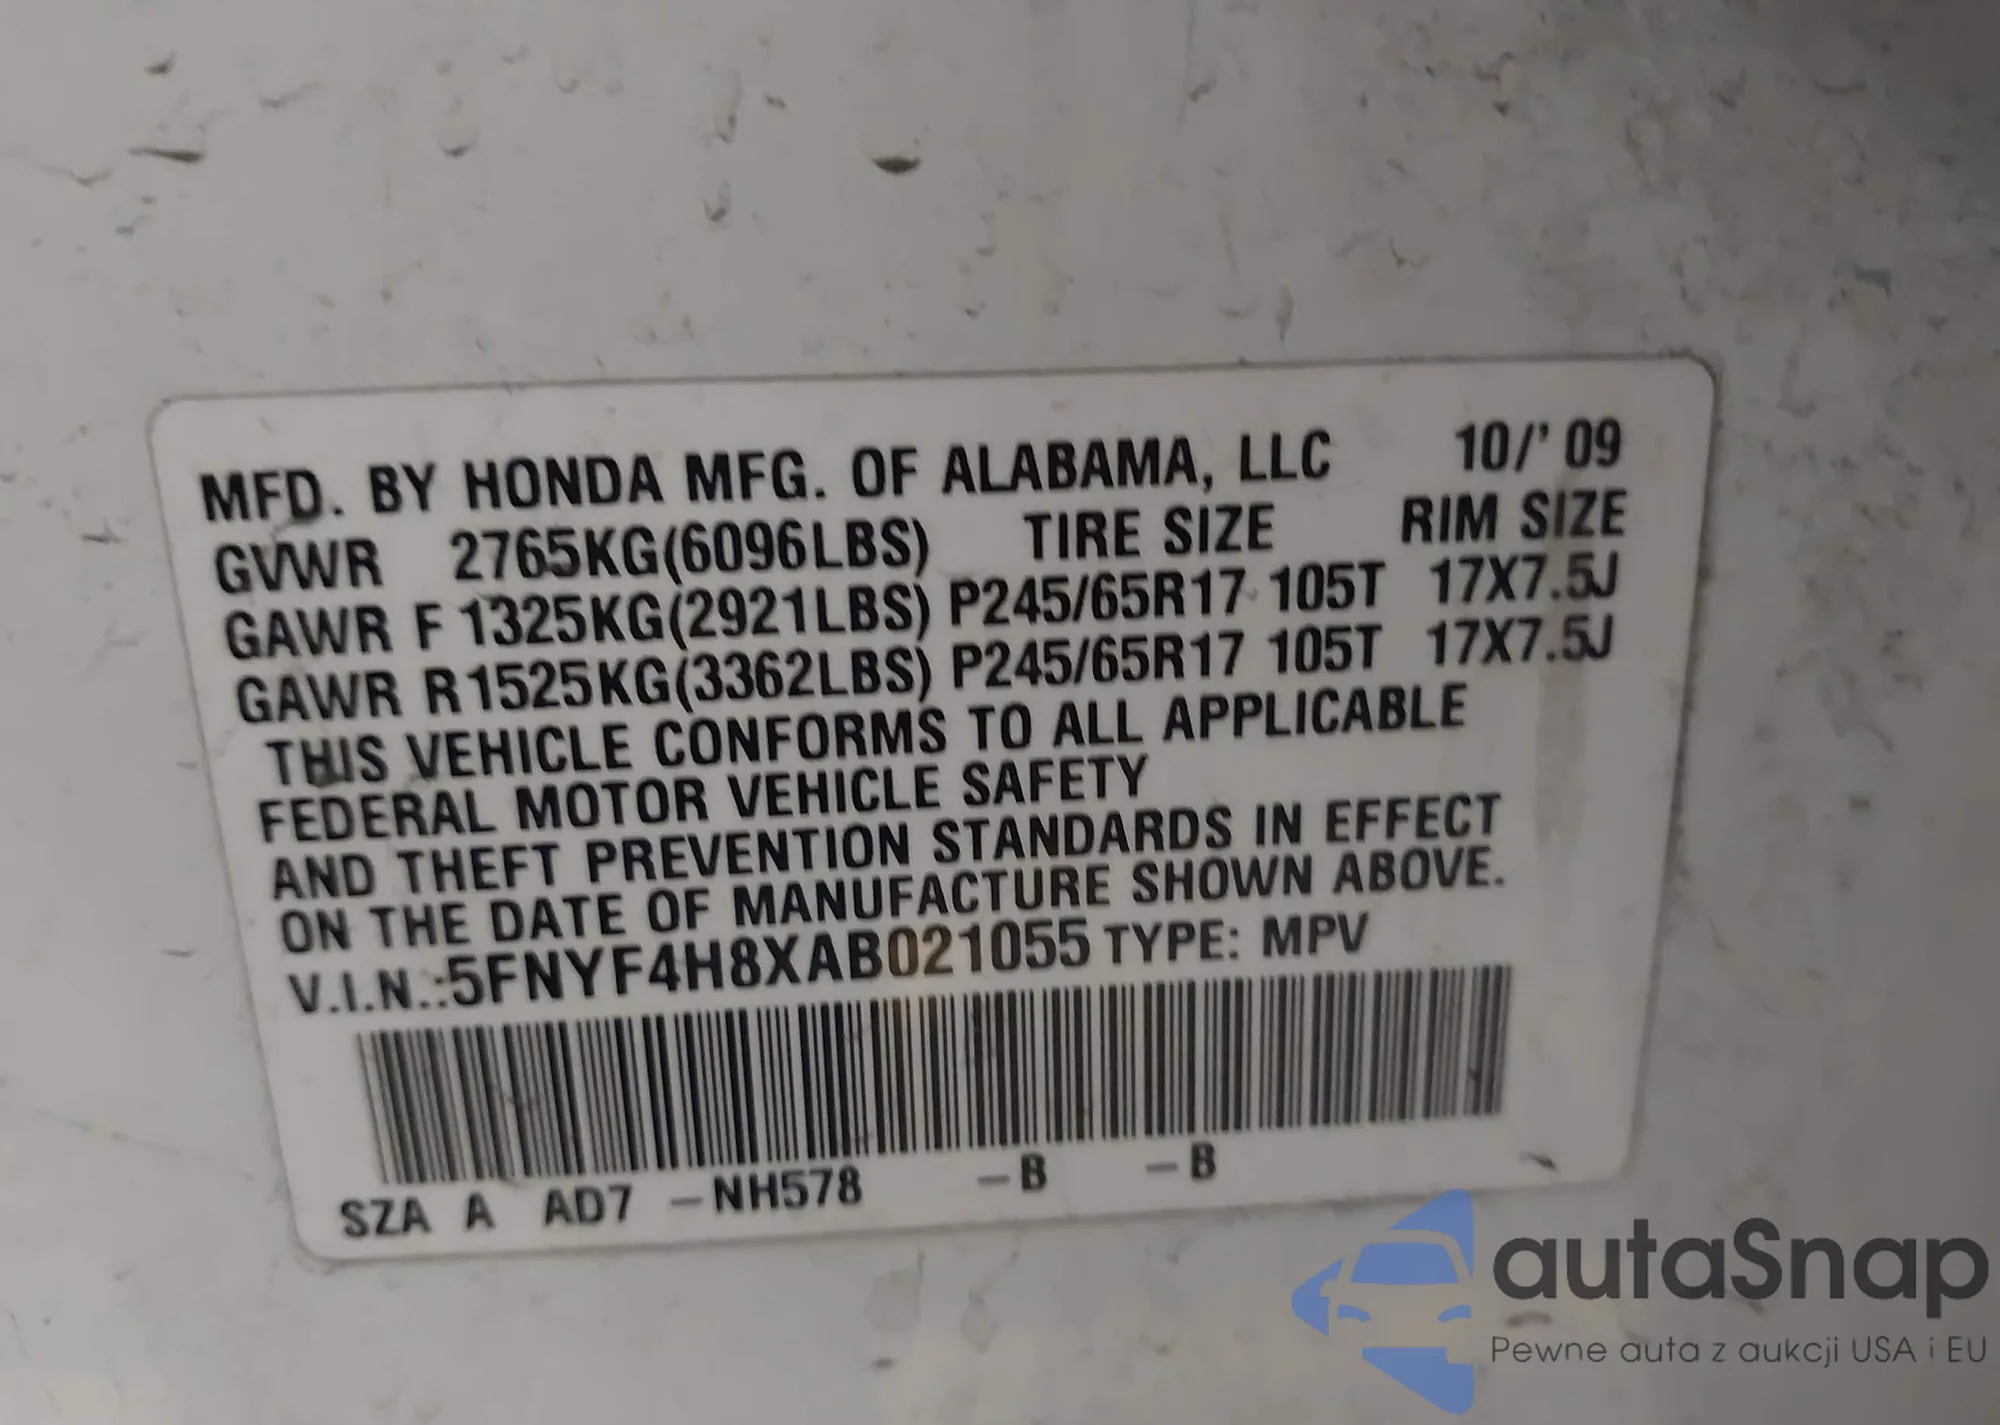 MFD. BY HONDA MFG. OF ALABAMA, LLC 10/' 09
GVWR 2765KG(6096LBS) TIRE SIZE RIM SIZE
GAWR F 1325KG(2921LBS) P245/65R17 105T 17X7.5J
GAWR R 1525KG(3362LBS) P245/65R17 105T 17X7.5J
THIS VEHICLE CONFORMS TO ALL APPLICABLE
FEDERAL MOTOR VEHICLE SAFETY
AND THEFT PREVENTION STANDARDS IN EFFECT
ON THE DATE OF MANUFACTURE SHOWN ABOVE.
V.I.N.:5FNYF4H8XAB021055 TYPE: MPV
SZA A AD7 –NH578 –B –B
autaSnap
Pewne auta z aukcji USA i EU